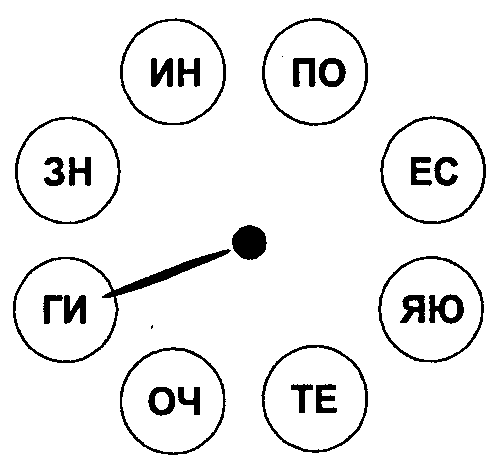 ИН ПО
ЗН ЕС
ГИ ЯЮ
ОЧ ТЕ